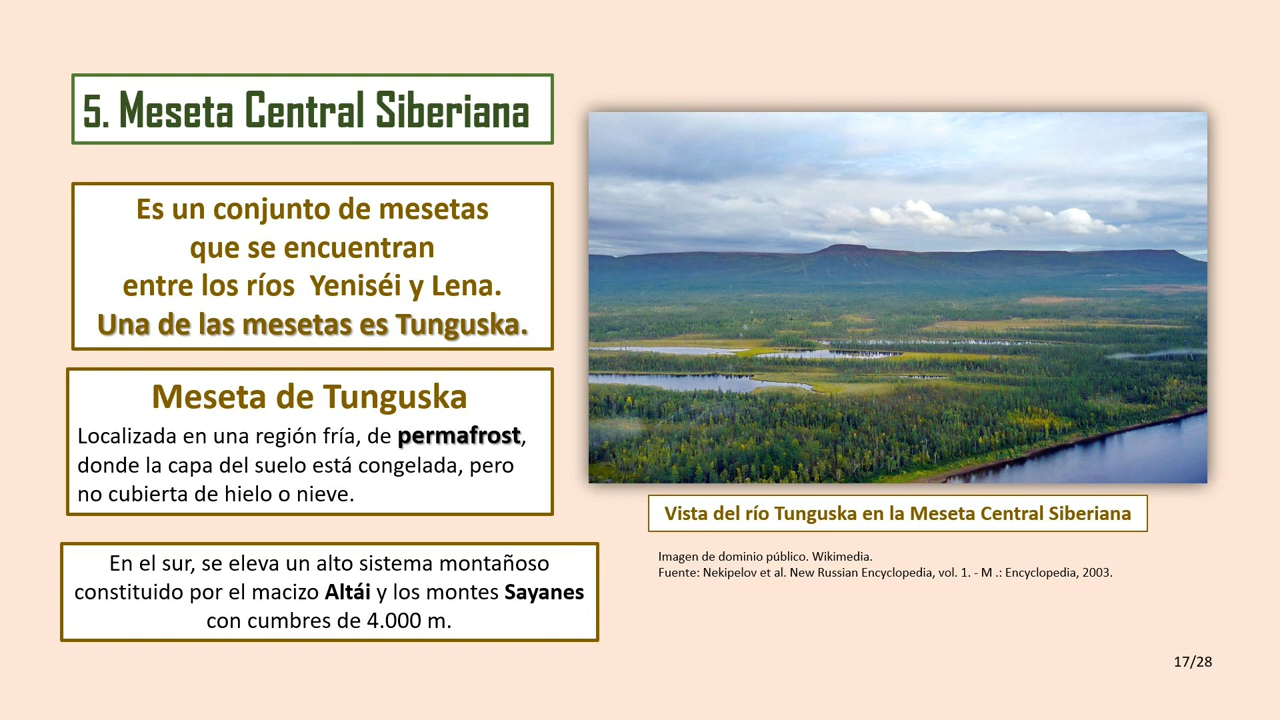 5. Meseta Central Siberiana
Es un conjunto de mesetas
que se encuentran
entre los ríos  Yeniséi y Lena.
Una de las mesetas es Tunguska.
Meseta de Tunguska
Localizada en una región fría, de permafrost,
donde la capa del suelo está congelada, pero
no cubierta de hielo o nieve.
En el sur, se eleva un alto sistema montañoso
constituido por el macizo Altái y los montes Sayanes
con cumbres de 4.000 m.
Vista del río Tunguska en la Meseta Central Siberiana
Imagen de dominio público. Wikimedia.
Fuente: Nekipelov et al. New Russian Encyclopedia, vol. 1. - M .: Encyclopedia, 2003.
17/28